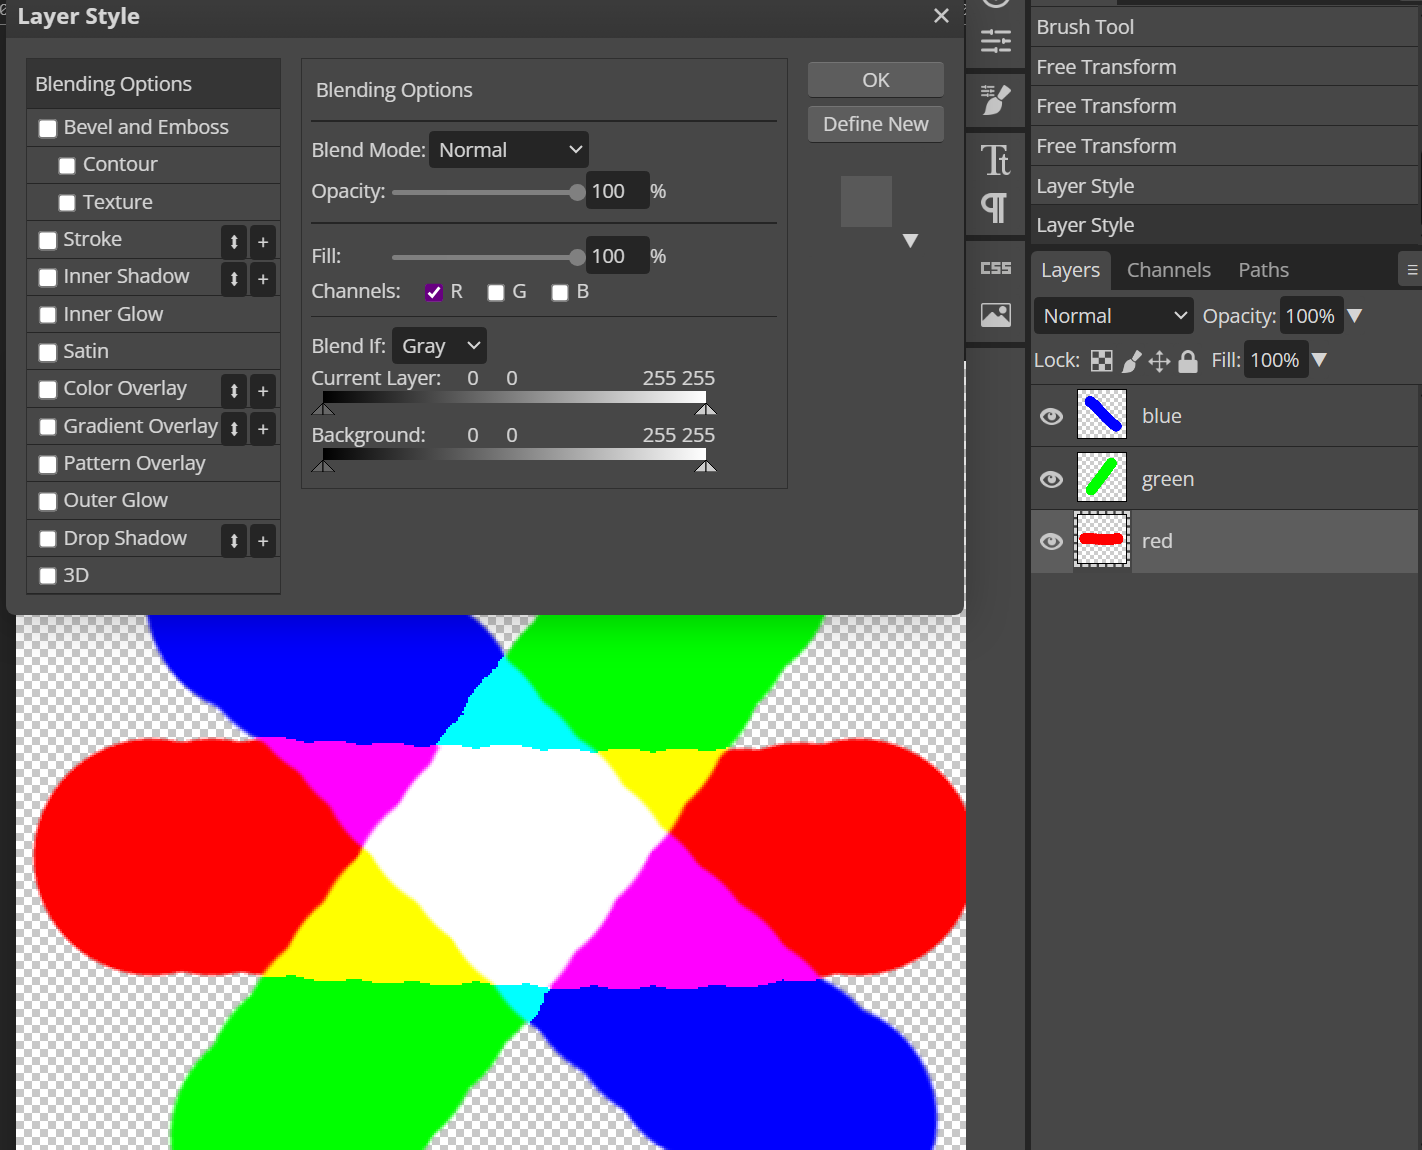 Layer Style
Blending Options
Bevel and Emboss
Contour
Texture
Stroke
+
Inner Shadow
+
Inner Glow
Satin
Color Overlay
+
Gradient Overlay
+
Pattern Overlay
Outer Glow
Drop Shadow
+
3D
Blending Options
Blend Mode: Normal
Opacity: 100 %
Fill: 100 %
Channels: R G B
Blend If: Gray
Current Layer: 0 0 255 255
Background: 0 0 255 255
OK
Define New
Tt
¶
CSS
Brush Tool
Free Transform
Free Transform
Free Transform
Layer Style
Layer Style
Layers Channels Paths
Normal Opacity: 100%
Lock: Fill: 100%
blue
green
red